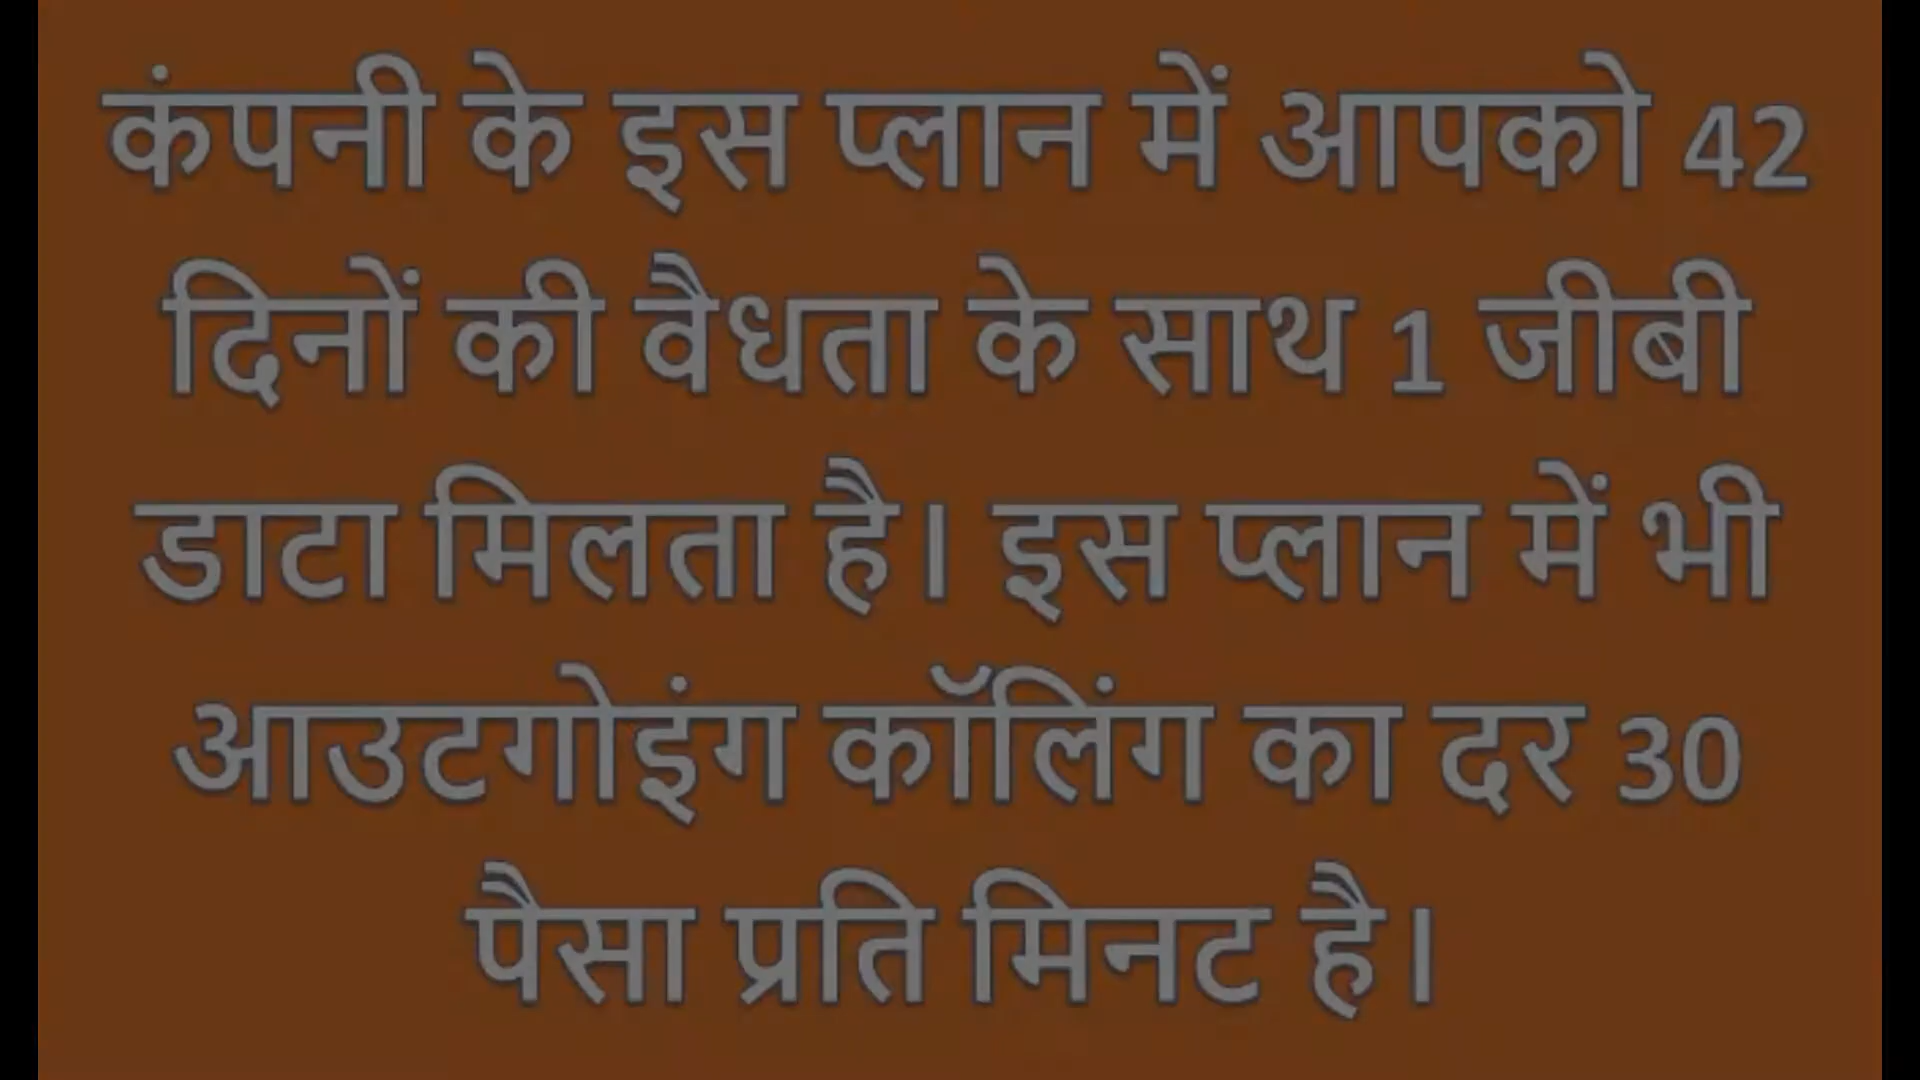 कंपनी के इस प्लान में आपको 42
दिनों की वैधता के साथ 1 जीबी
डाटा मिलता है। इस प्लान में भी
आउटगोइंग कॉलिंग का दर 30
पैसा प्रति मिनट है।